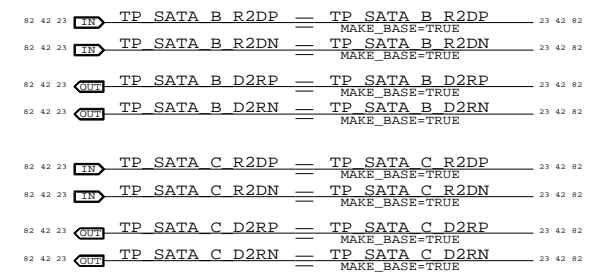 82 42 23 IN TP_SATA_B_R2DP TP_SATA_B_R2DP 23 42 82
MAKE_BASE=TRUE
82 42 23 IN TP_SATA_B_R2DN TP_SATA_B_R2DN 23 42 82
MAKE_BASE=TRUE
82 42 23 OUT TP_SATA_B_D2RP TP_SATA_B_D2RP 23 42 82
MAKE_BASE=TRUE
82 42 23 OUT TP_SATA_B_D2RN TP_SATA_B_D2RN 23 42 82
MAKE_BASE=TRUE
82 42 23 IN TP_SATA_C_R2DP TP_SATA_C_R2DP 23 42 82
MAKE_BASE=TRUE
82 42 23 IN TP_SATA_C_R2DN TP_SATA_C_R2DN 23 42 82
MAKE_BASE=TRUE
82 42 23 OUT TP_SATA_C_D2RP TP_SATA_C_D2RP 23 42 82
MAKE_BASE=TRUE
82 42 23 OUT TP_SATA_C_D2RN TP_SATA_C_D2RN 23 42 82
MAKE_BASE=TRUE